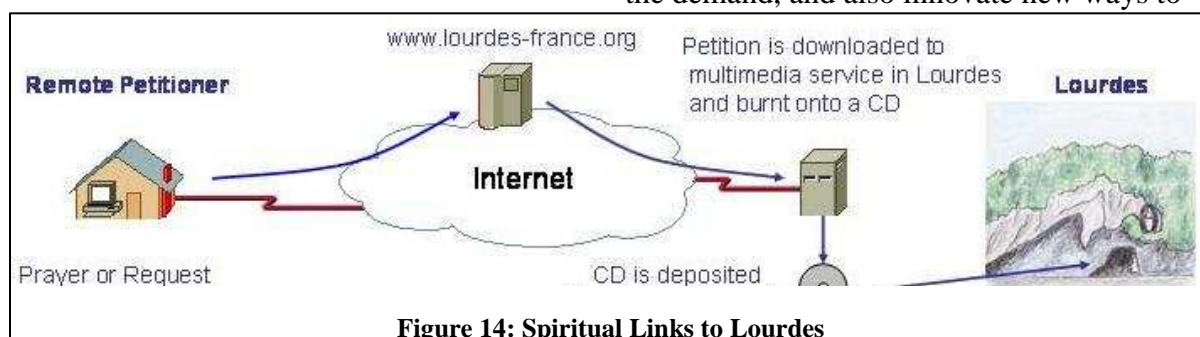 the demand, and also innovate new ways to
www.lourdes-france.org
Petition is downloaded to
multimedia service in Lourdes
and burnt onto a CD
Remote Petitioner
Lourdes
Internet
Prayer or Request
CD is deposited
Figure 14: Spiritual Links to Lourdes